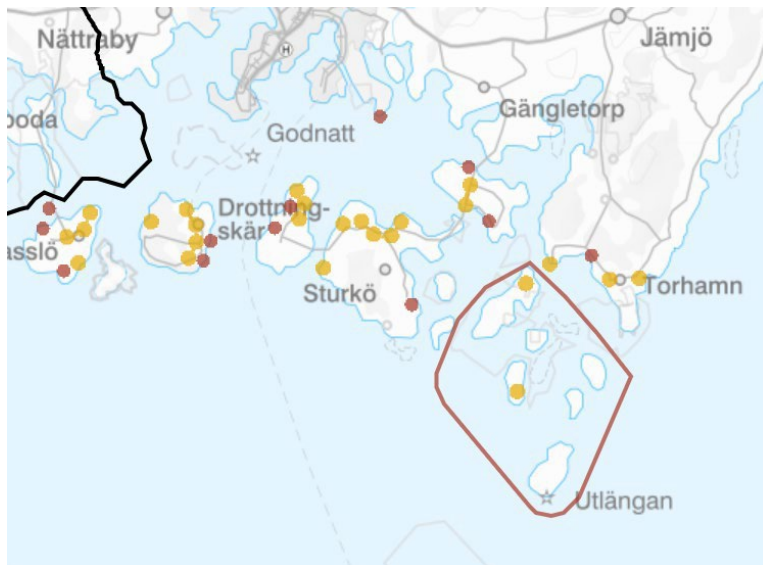 Nättraby
Jämjö
H
Gängletorp
Godnatt
Drottning-
skär
Sturkö
Torhamn
Utlängan